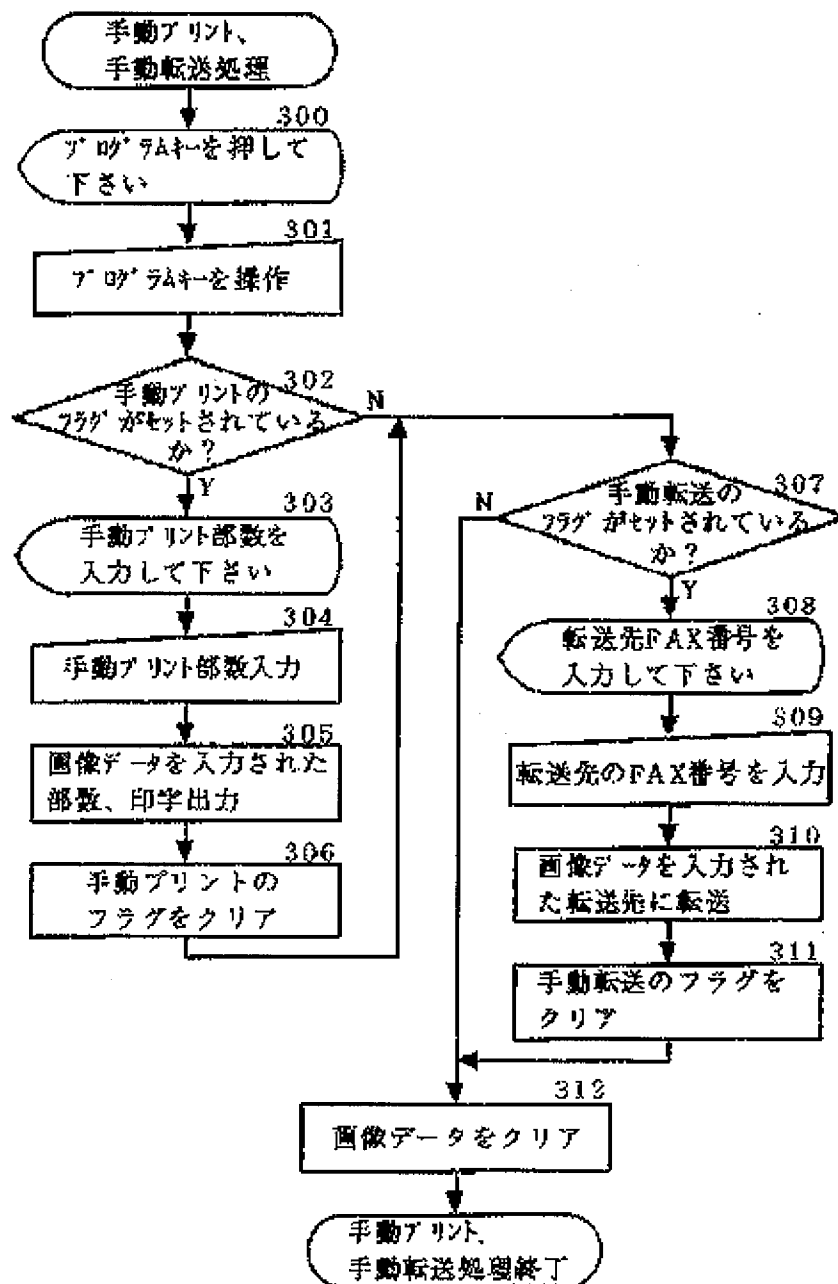 手動プリント、
手動転送処理
300
プログラムキーを押して
下さい
301
プログラムキーを操作
302
手動プリントの
フラグがセットされている
か?
N
Y
303
手動プリント部数を
入力して下さい
304
手動プリント部数入力
305
画像データを入力された
部数、印字出力
306
手動プリントの
フラグをクリア
307
手動転送の
フラグがセットされている
か?
N
Y
308
転送先FAX番号を
入力して下さい
309
転送先のFAX番号を入力
310
画像データを入力され
た転送先に転送
311
手動転送のフラグを
クリア
312
画像データをクリア
手動プリント、
手動転送処理終了